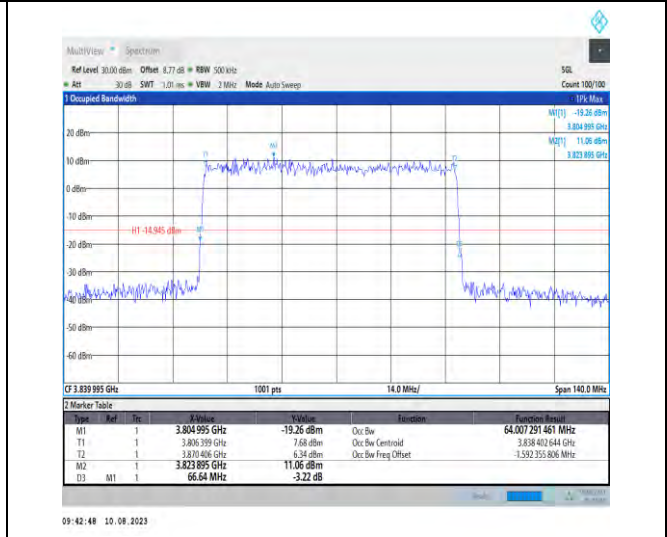 MultiView Spectrum
Ref Level 30.00 dBm Offset 8.77 dB RBW 500 kHz SGL
Att 30 dB SWT 1.01 ms VBW 2 MHz Mode Auto Sweep Count 100/100
1 Occupied Bandwidth 1Pk Max
M1[1] -19.26 dBm
3.804 995 GHz
M2[1] 11.06 dBm
3.823 895 GHz
20 dBm
10 dBm
0 dBm
-10 dBm
H1 -14.945 dBm
-20 dBm
-30 dBm
-40 dBm
-50 dBm
-60 dBm
T1
M2
T2
M1
D3
CF 3.839 995 GHz 1001 pts 14.0 MHz/ Span 140.0 MHz
2 Marker Table
Type Ref Trc X-Value Y-Value Function Function Result
M1 1 3.804 995 GHz -19.26 dBm Occ Bw 64.007 291 461 MHz
T1 1 3.806 399 GHz 7.68 dBm Occ Bw Centroid 3.838 402 644 GHz
T2 1 3.870 406 GHz 6.34 dBm Occ Bw Freq Offset -1.592 355 806 MHz
M2 1 3.823 895 GHz 11.06 dBm
D3 M1 1 66.64 MHz -3.22 dB
Ready
09:42:48 10.08.2023